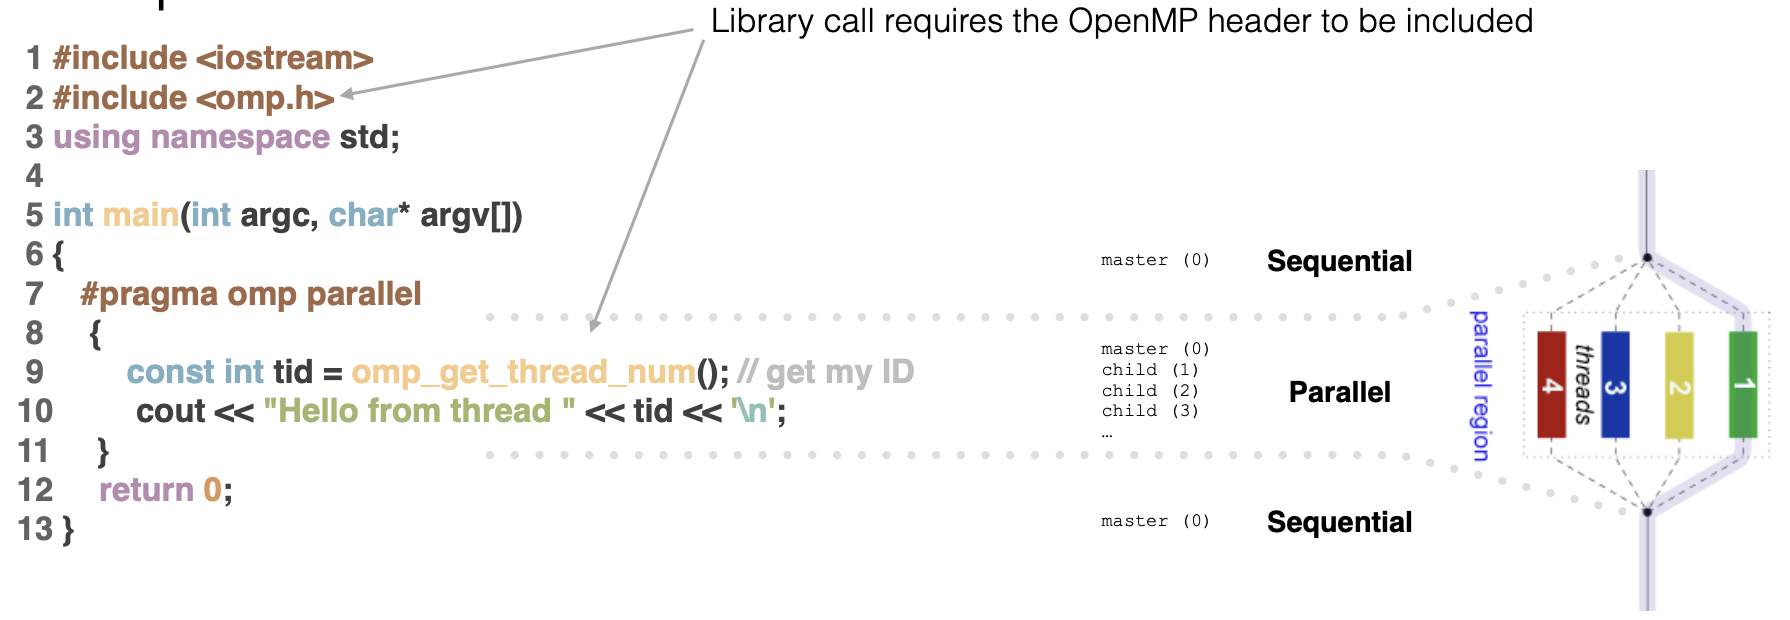 Library call requires the OpenMP header to be included
1 #include <iostream>
2 #include <omp.h>
3 using namespace std;
4
5 int main(int argc, char* argv[])
6 {
7 #pragma omp parallel
8 {
9 const int tid = omp_get_thread_num(); // get my ID
10 cout << "Hello from thread " << tid << '\n';
11 }
12 return 0;
13 }
master (0) Sequential
master (0)
child (1)
child (2)
child (3)
…
Parallel
master (0) Sequential
parallel region
4
threads
3
2
1